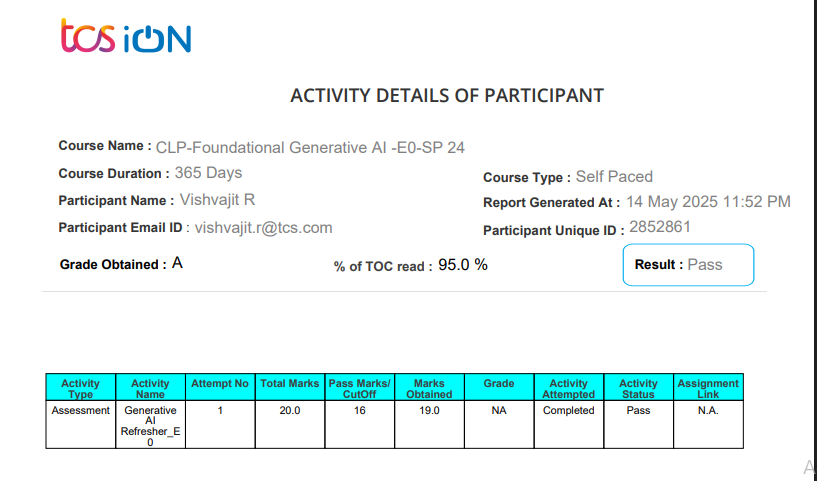 tcs iON
ACTIVITY DETAILS OF PARTICIPANT
Course Name : CLP-Foundational Generative AI -E0-SP 24
Course Duration : 365 Days
Course Type : Self Paced
Participant Name : Vishvajit R
Report Generated At : 14 May 2025 11:52 PM
Participant Email ID : vishvajit.r@tcs.com
Participant Unique ID : 2852861
Grade Obtained : A
% of TOC read : 95.0 %
Result : Pass
Activity Type Activity Name Attempt No Total Marks Pass Marks/ CutOff Marks Obtained Grade Activity Attempted Activity Status Assignment Link
Assessment Generative AI Refresher_E0 1 20.0 16 19.0 NA Completed Pass N.A.
A